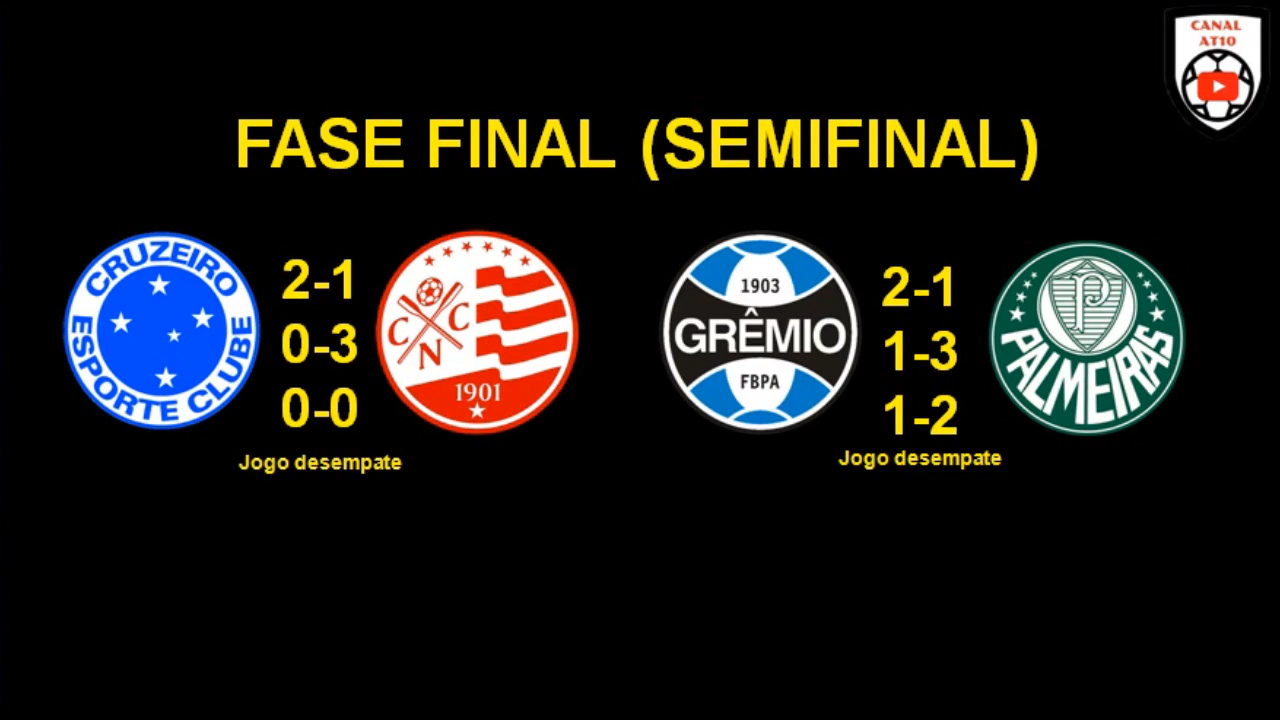 CANAL
AT10
FASE FINAL (SEMIFINAL)
CRUZEIRO
ESPORTE CLUBE
2-1
0-3
0-0
Jogo desempate
C C
N
1901
1903
GRÊMIO
FBPA
2-1
1-3
1-2
Jogo desempate
P
PALMEIRAS